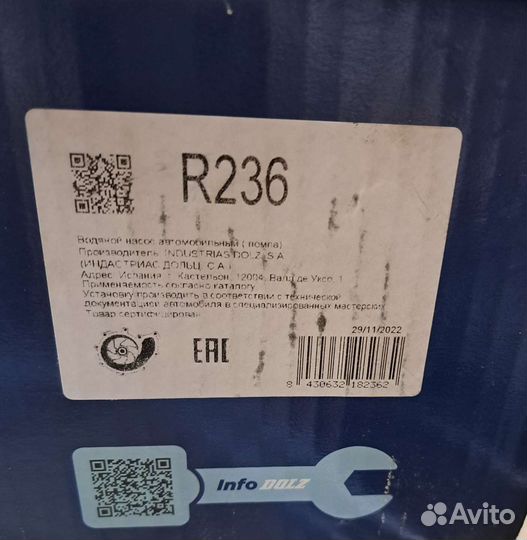 R236
Водяной насос автомобильный ( помпа)
Производитель: INDUSTRIAS DOLZ, S.A
(ИНДАСТРИАС ДОЛЬЦ, С.А.)
Адрес: Испания, г. Кастельон, 12004, Валл де Уксо, 1
Применяемость согласно каталогу
Установку производить в соответствии с технической
документацией автомобиля в специализированных мастерских
Товар сертифицирован
29/11/2022
EAC
8 430632 182362
Info DOLZ
Avito